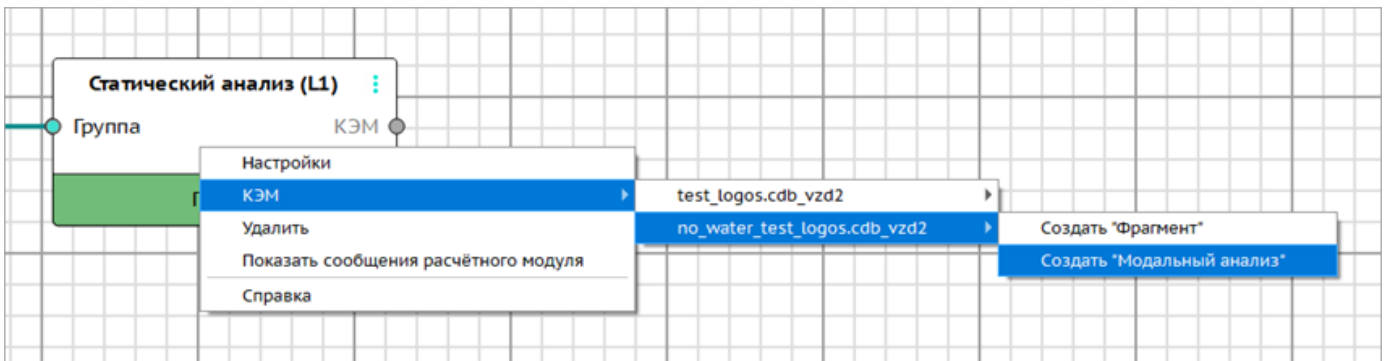 Статический анализ (L1)
Группа КЭМ
Настройки
КЭМ
Удалить
Показать сообщения расчётного модуля
Справка
test_logos.cdb_vzd2
no_water_test_logos.cdb_vzd2
Создать "Фрагмент"
Создать "Модальный анализ"